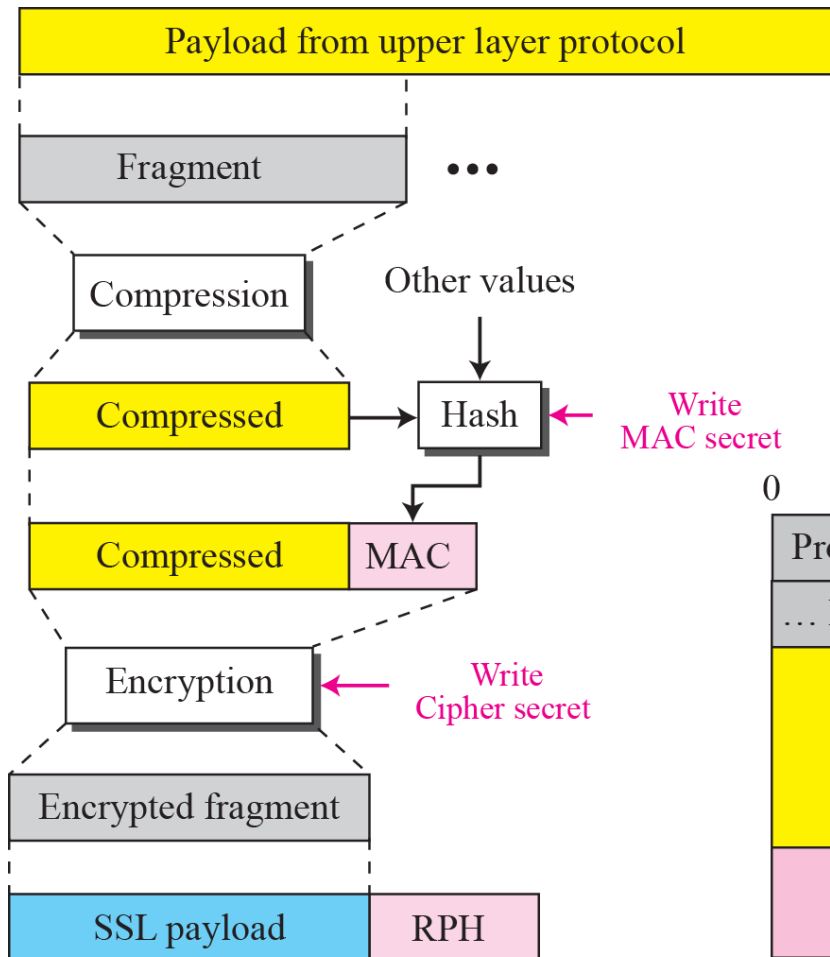 Payload from upper layer protocol
Fragment
•••
Compression
Other values
Compressed
Hash
Write
MAC secret
0
Compressed
MAC
Encryption
Write
Cipher secret
Encrypted fragment
SSL payload
RPH